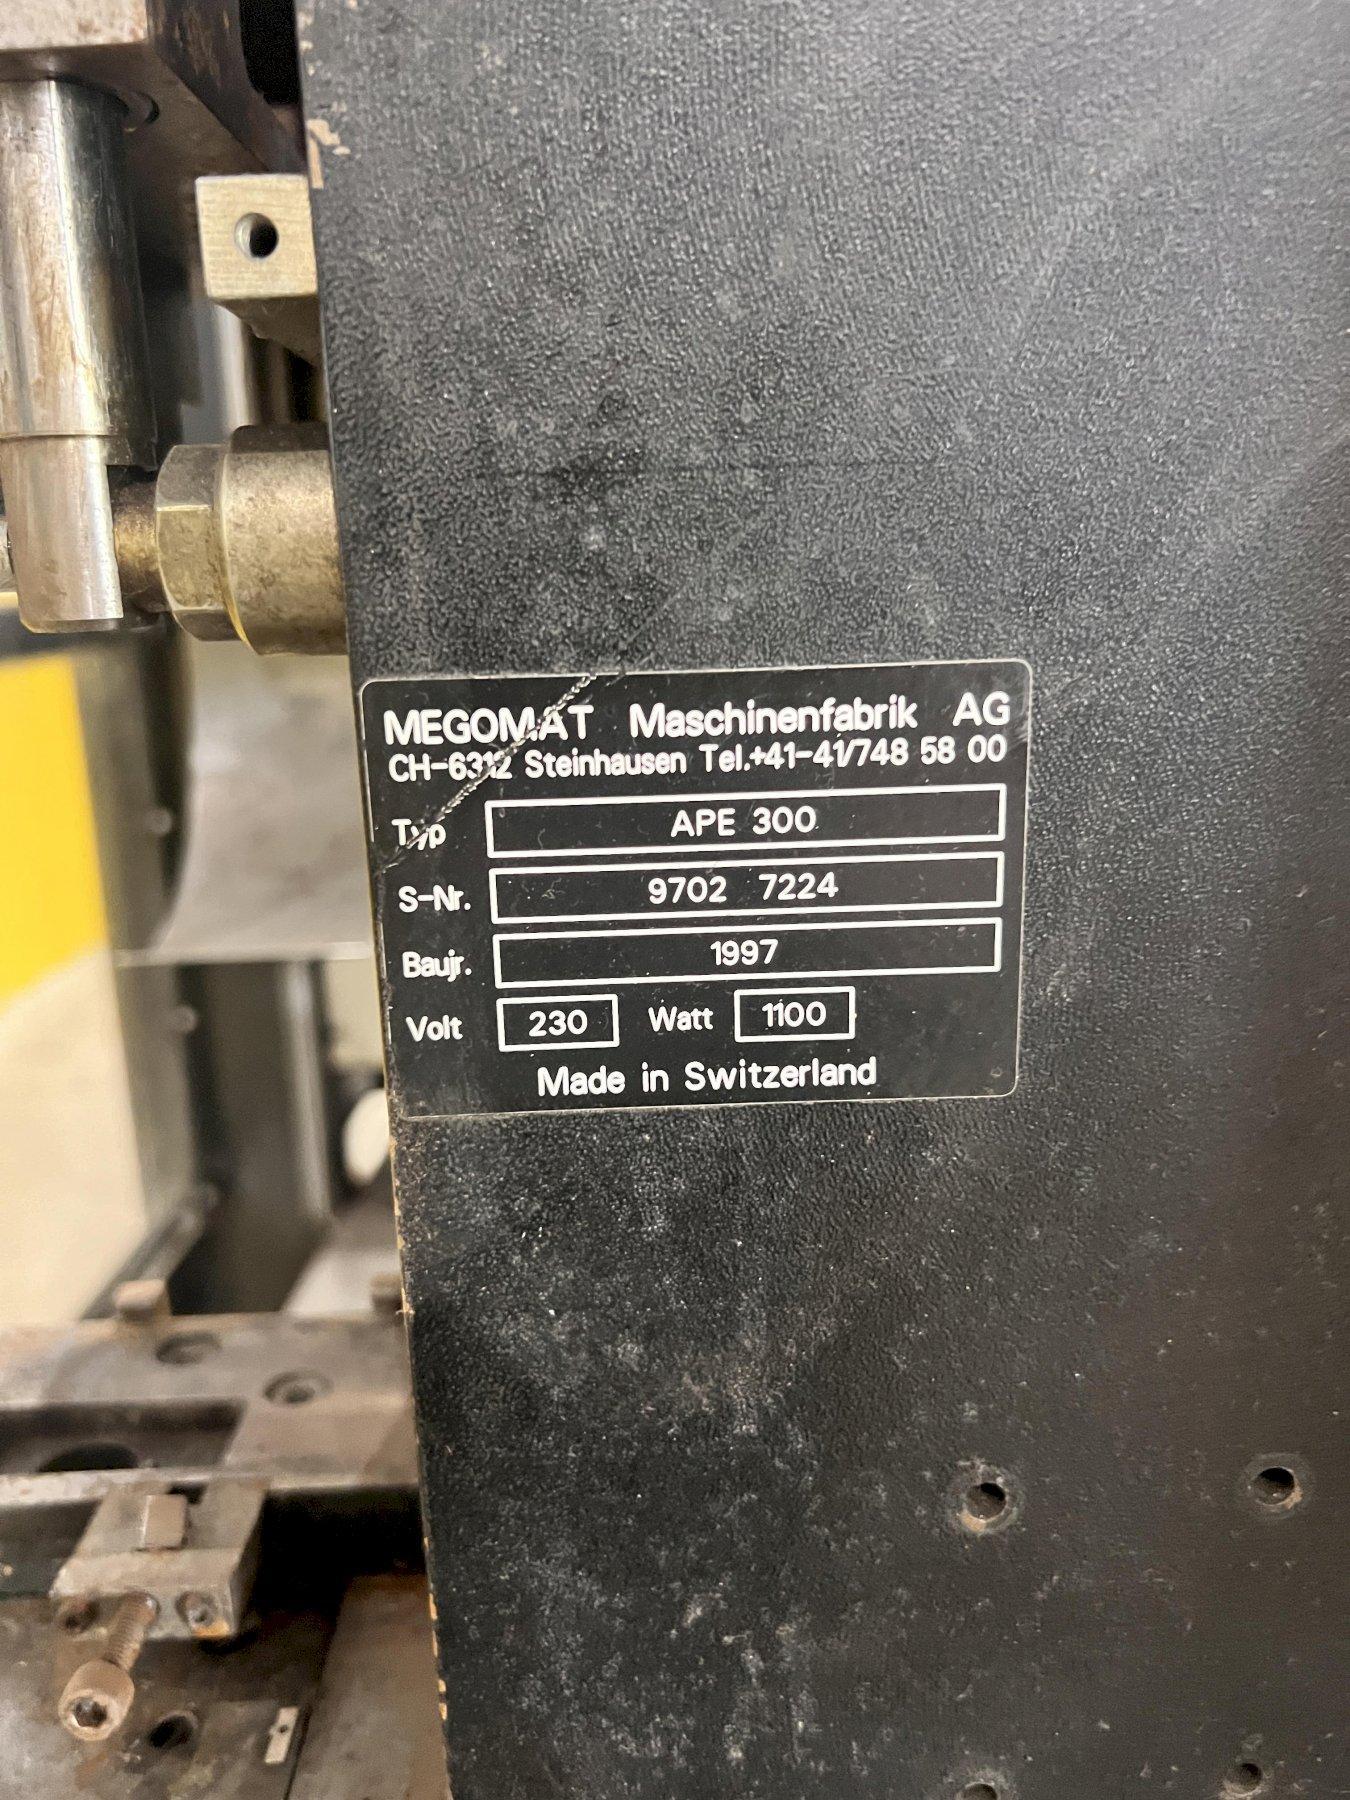 MEGOMAT Maschinenfabrik AG
CH-6312 Steinhausen Tel.+41-41/748 58 00
Typ APE 300
S-Nr. 9702 7224
Baujr. 1997
Volt 230 Watt 1100
Made in Switzerland